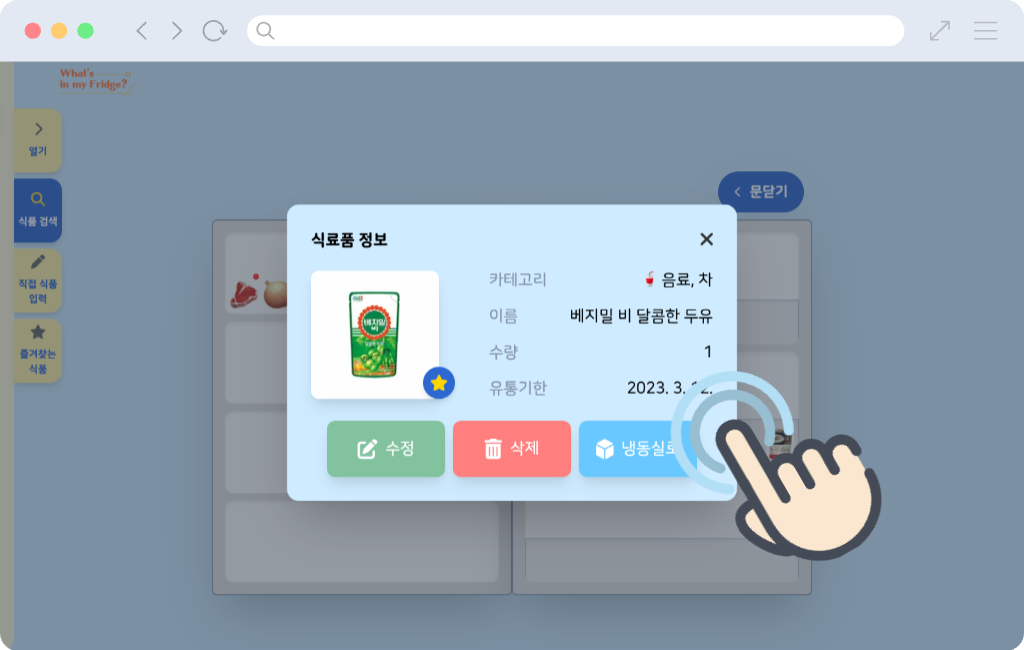 What's
in my Fridge?
열기
식품 검색
직접 식품
입력
즐겨찾는
식품
문닫기
식료품 정보
카테고리 음료, 차
이름 베지밀 비 달콤한 두유
수량 1
유통기한 2023. 3. 12.
베지밀
비
수정
삭제
냉동실로